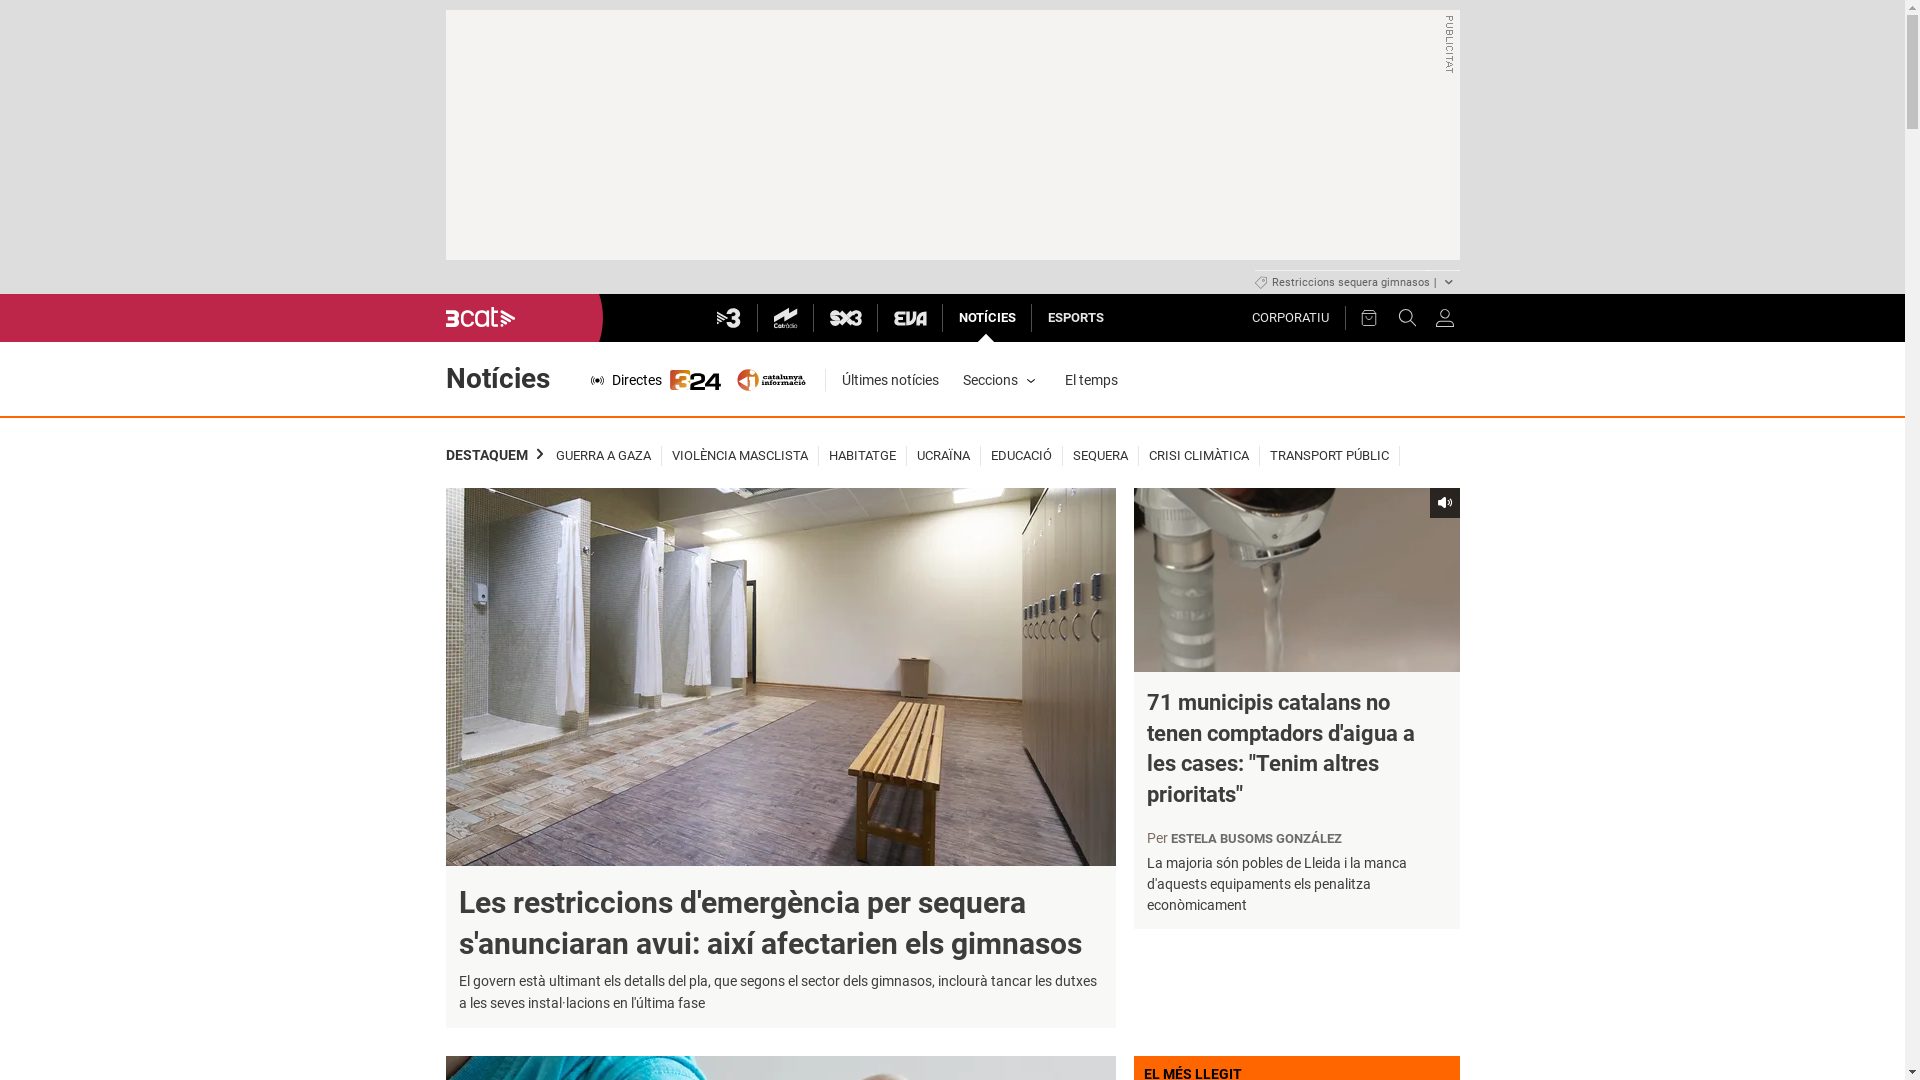 PUBLICITAT
Restriccions sequera gimnasos |
3cat
3
Catràdio
SX3
EVA
NOTÍCIES
ESPORTS
CORPORATIU
Notícies
Directes
324
catalunya
informació
Últimes notícies
Seccions
El temps
DESTAQUEM
GUERRA A GAZA
VIOLÈNCIA MASCLISTA
HABITATGE
UCRAÏNA
EDUCACIÓ
SEQUERA
CRISI CLIMÀTICA
TRANSPORT PÚBLIC
Les restriccions d'emergència per sequera
s'anunciaran avui: així afectarien els gimnasos
El govern està ultimant els detalls del pla, que segons el sector dels gimnasos, inclourà tancar les dutxes
a les seves instal·lacions en l'última fase
71 municipis catalans no
tenen comptadors d'aigua a
les cases: "Tenim altres
prioritats"
Per ESTELA BUSOMS GONZÁLEZ
La majoria són pobles de Lleida i la manca
d'aquests equipaments els penalitza
econòmicament
EL MÉS LLEGIT